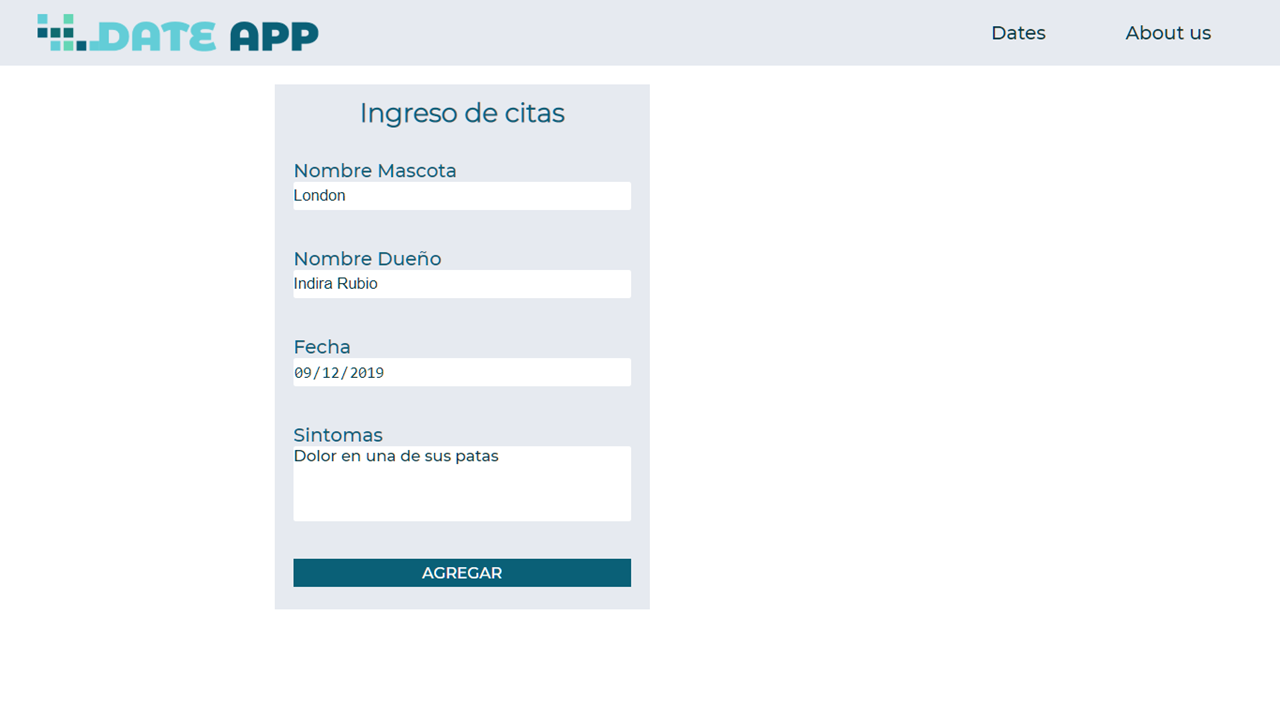 DATE APP
Dates
About us
Ingreso de citas
Nombre Mascota
London
Nombre Dueño
Indira Rubio
Fecha
09/12/2019
Sintomas
Dolor en una de sus patas
AGREGAR